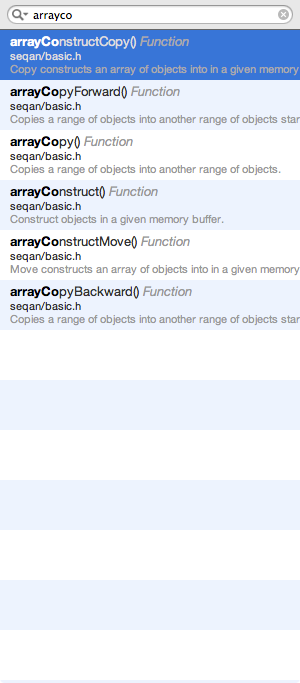 arrayco
arrayConstructCopy() Function
seqan/basic.h
Copy constructs an array of objects into in a given memory
arrayCopyForward() Function
seqan/basic.h
Copies a range of objects into another range of objects star
arrayCopy() Function
seqan/basic.h
Copies a range of objects into another range of objects.
arrayConstruct() Function
seqan/basic.h
Construct objects in a given memory buffer.
arrayConstructMove() Function
seqan/basic.h
Move constructs an array of objects into in a given memory
arrayCopyBackward() Function
seqan/basic.h
Copies a range of objects into another range of objects star